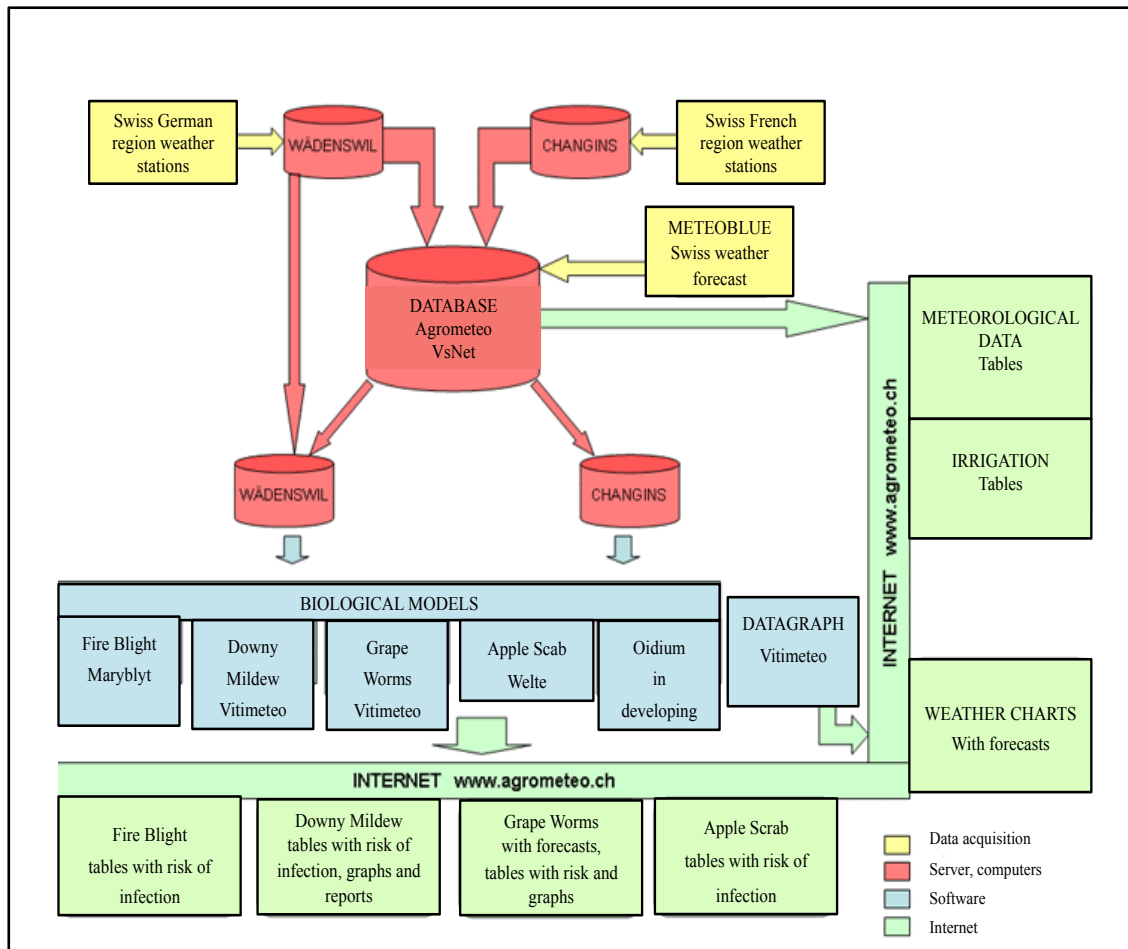 Swiss German
region weather
stations
WÄDENSWIL
CHANGINS
Swiss French
region weather
stations
METEOBLUE
Swiss weather
forecast
DATABASE
Agrometeo
VsNet
METEOROLOGICAL
DATA
Tables
IRRIGATION
Tables
INTERNET www.agrometeo.ch
WÄDENSWIL
CHANGINS
BIOLOGICAL MODELS
Fire Blight
Maryblyt
Downy
Mildew
Vitimeteo
Grape
Worms
Vitimeteo
Apple Scab
Welte
Oidium
in
developing
DATAGRAPH
Vitimeteo
WEATHER CHARTS
With forecasts
INTERNET www.agrometeo.ch
Fire Blight
tables with risk of
infection
Downy Mildew
tables with risk of
infection, graphs and
reports
Grape Worms
with forecasts,
tables with risk and
graphs
Apple Scrab
tables with risk of
infection
Data acquisition
Server, computers
Software
Internet